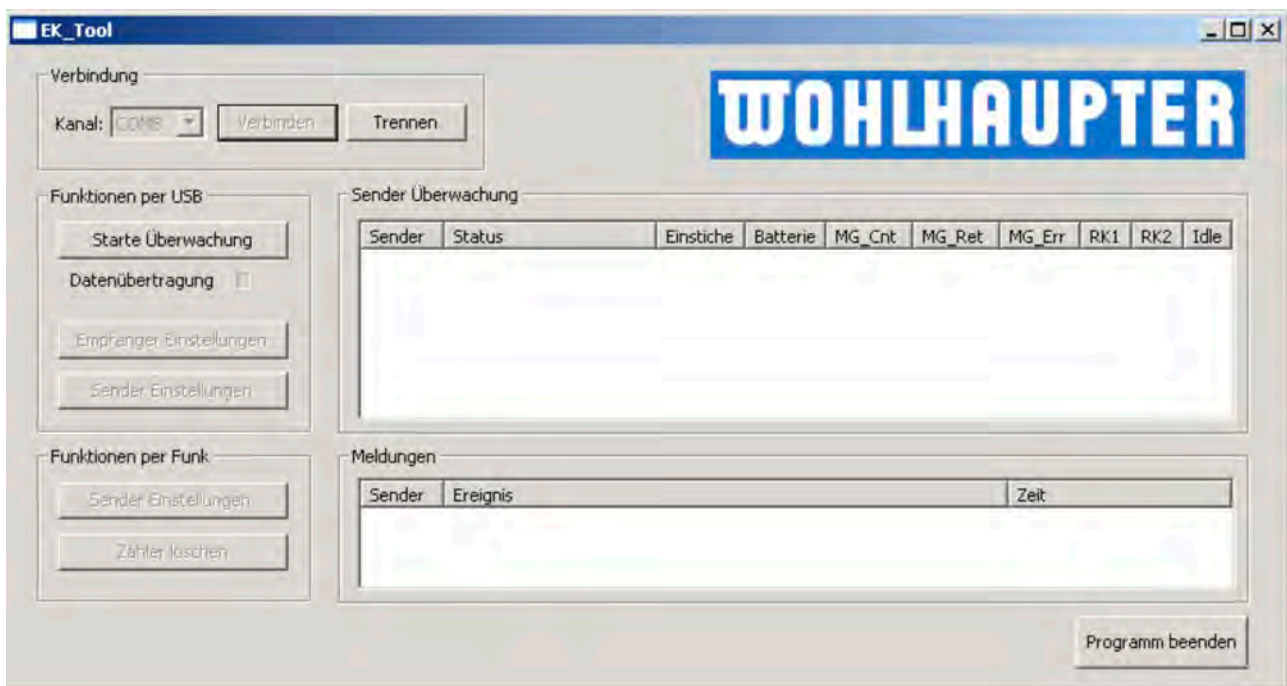 EK_Tool
Verbindung
Kanal: COM8 Verbinden Trennen
WOHLHAUPTER
Funktionen per USB
Starte Überwachung
Datenübertragung
Empfänger Einstellungen
Sender Einstellungen
Sender Überwachung
Sender Status Einstiche Batterie MG_Cnt MG_Ret MG_Err RK1 RK2 Idle
Funktionen per Funk
Sender Einstellungen
Zähler löschen
Meldungen
Sender Ereignis Zeit
Programm beenden